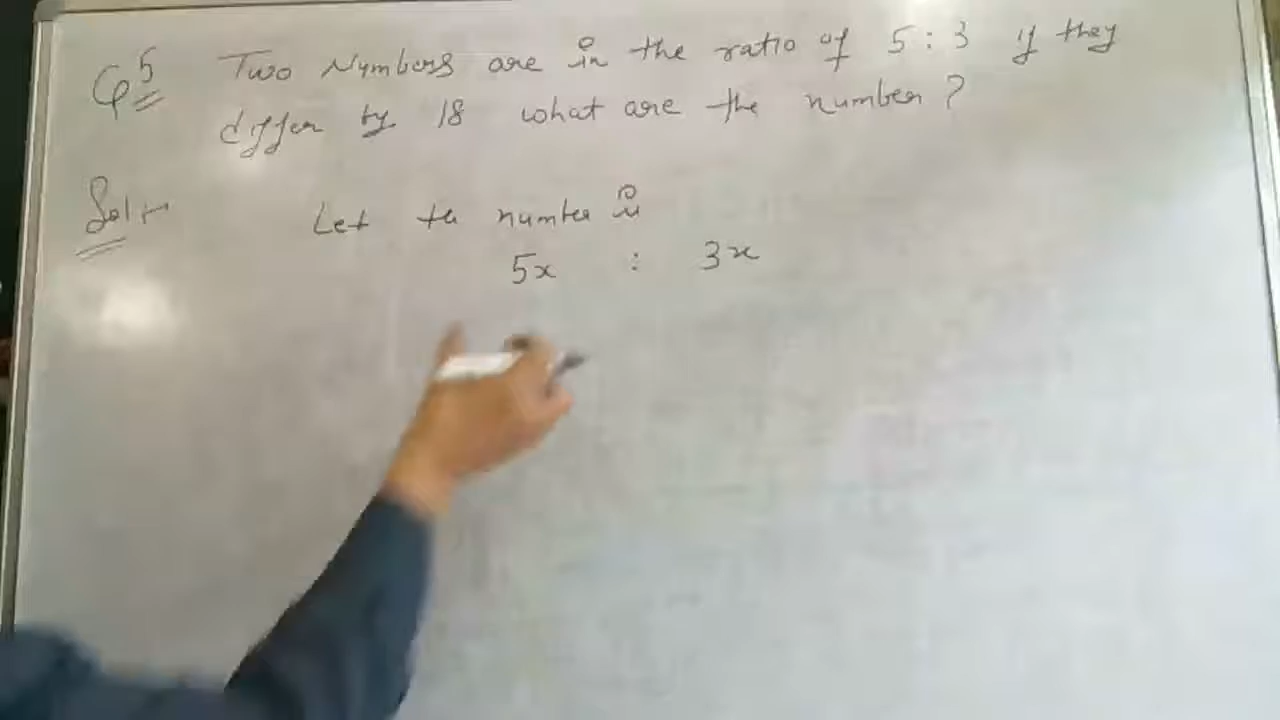 Q5 Two Numbers are in the ratio of 5 : 3 if they
differ by 18 what are the number ?
Soln Let the number is
5x : 3x